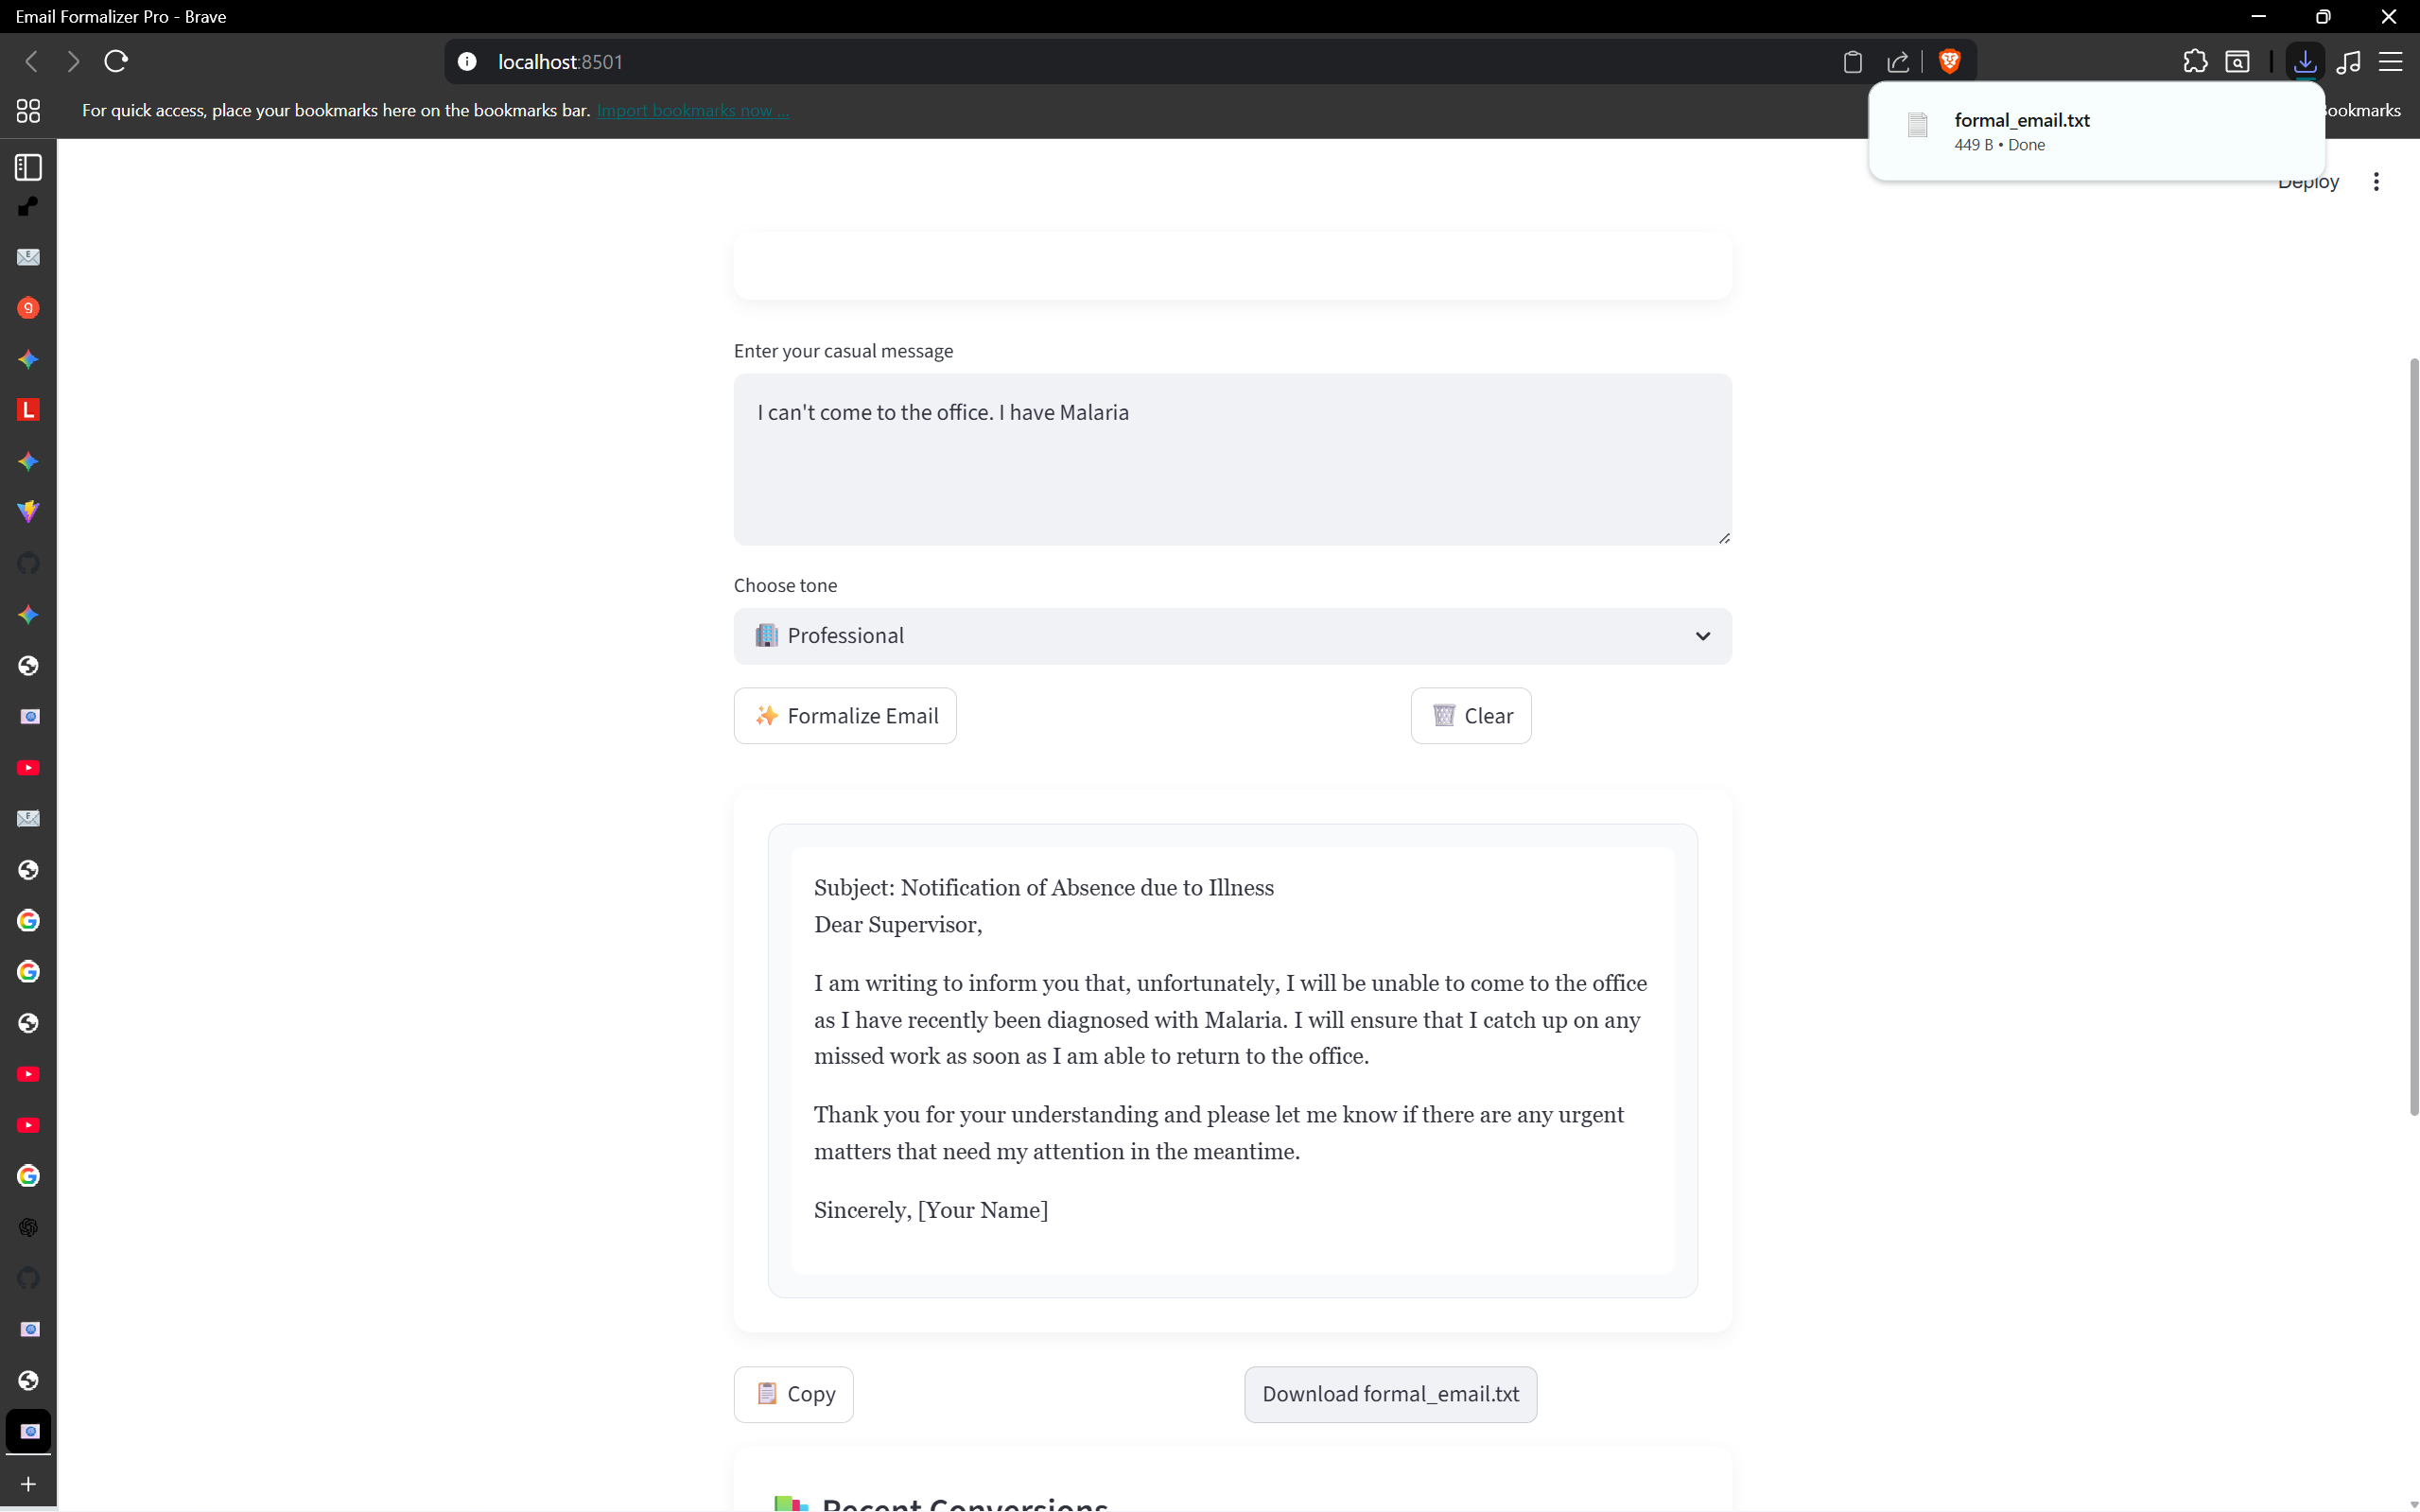 Email Formalizer Pro - Brave
localhost:8501
For quick access, place your bookmarks here on the bookmarks bar. Import bookmarks now ...
ookmarks
formal_email.txt
449 B • Done
Deploy
Enter your casual message
I can't come to the office. I have Malaria
Choose tone
Professional
Formalize Email
Clear
Subject: Notification of Absence due to Illness
Dear Supervisor,
I am writing to inform you that, unfortunately, I will be unable to come to the office
as I have recently been diagnosed with Malaria. I will ensure that I catch up on any
missed work as soon as I am able to return to the office.
Thank you for your understanding and please let me know if there are any urgent
matters that need my attention in the meantime.
Sincerely, [Your Name]
Copy
Download formal_email.txt
Recent Conversions